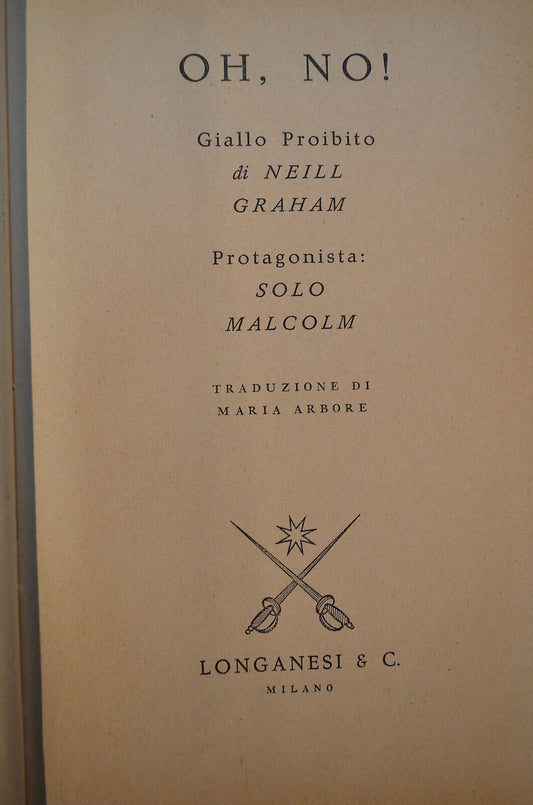 OH, NO!
Giallo Proibito
di NEILL
GRAHAM
Protagonista:
SOLO
MALCOLM
TRADUZIONE DI
MARIA ARBORE
LONGANESI & C.
MILANO